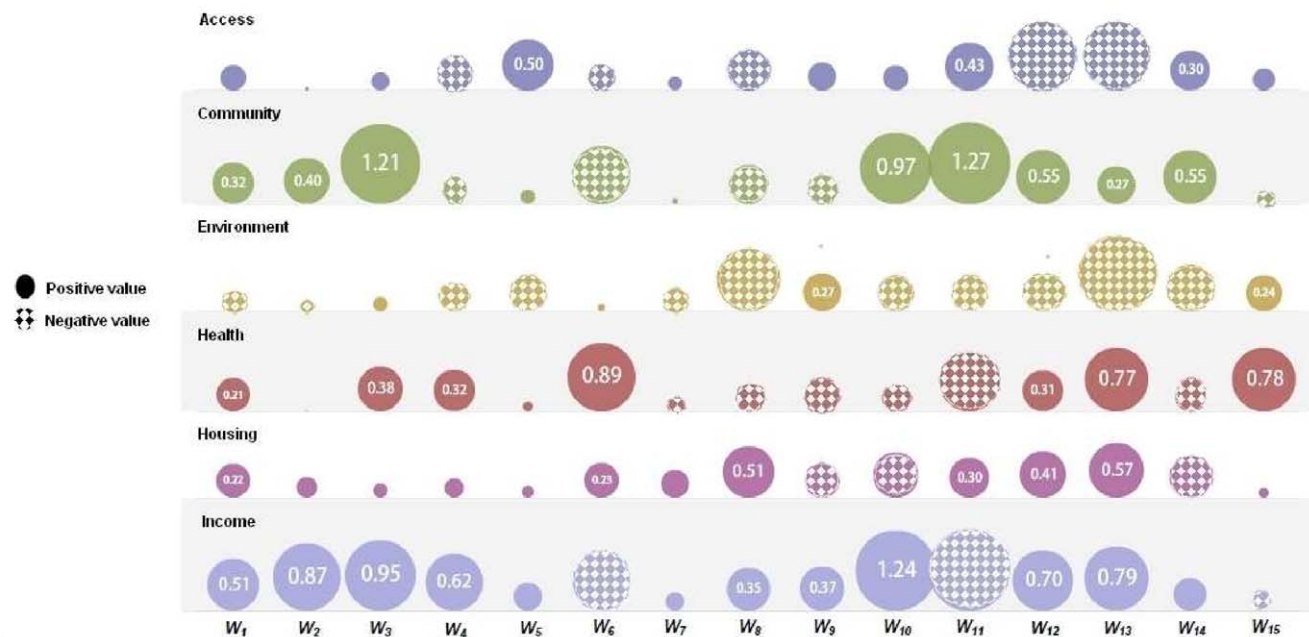 Access
0.50 0.43 0.30
Community
0.32 0.40 1.21 0.97 1.27 0.55 0.27 0.55
Environment
0.27 0.24
Positive value
Negative value
Health
0.21 0.38 0.32 0.89 0.31 0.77 0.78
Housing
0.22 0.23 0.51 0.30 0.41 0.57
Income
0.51 0.87 0.95 0.62 0.35 0.37 1.24 0.70 0.79
W1 W2 W3 W4 W5 W6 W7 W8 W9 W10 W11 W12 W13 W14 W15